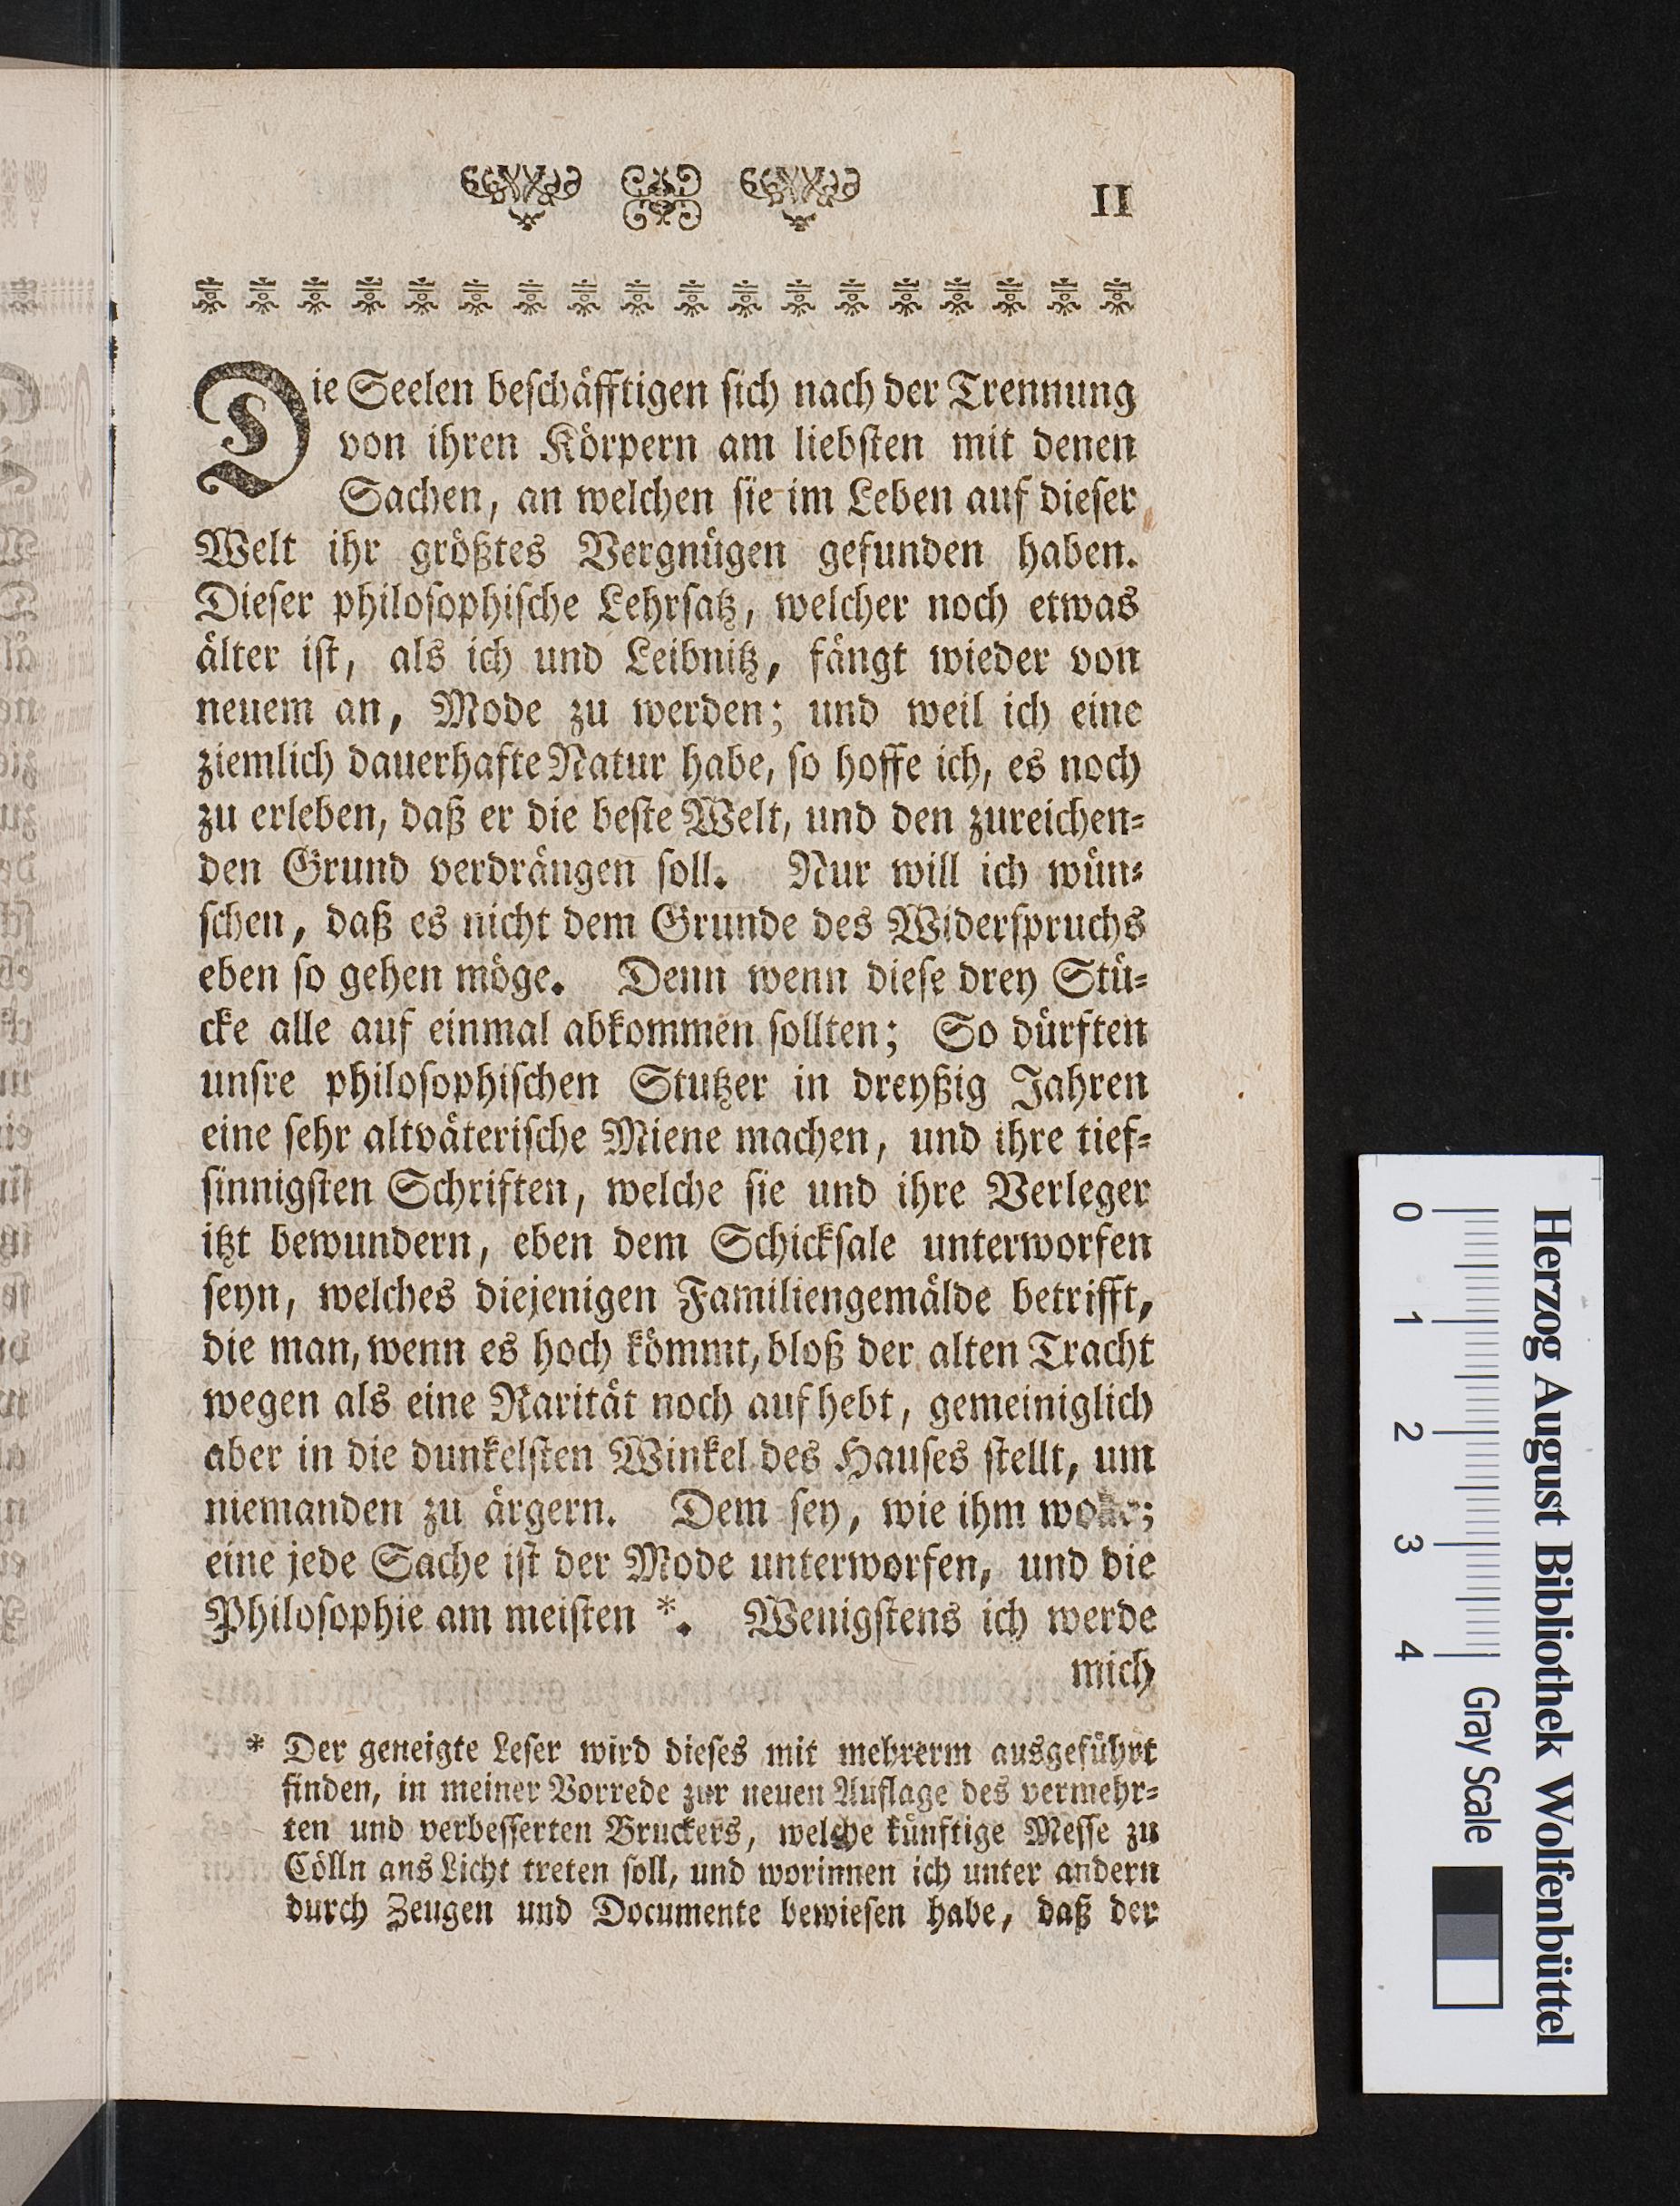 11
Die Seelen beschäfftigen sich nach der Trennung
von ihren Körpern am liebsten mit denen
Sachen, an welchen sie im Leben auf dieser
Welt ihr größtes Vergnügen gefunden haben.
Dieser philosophische Lehrsatz, welcher noch etwas
älter ist, als ich und Leibnitz, fängt wieder von
neuem an, Mode zu werden; und weil ich eine
ziemlich dauerhafte Natur habe, so hoffe ich, es noch
zu erleben, daß er die beste Welt, und den zureichen-
den Grund verdrängen soll. Nur will ich wün-
schen, daß es nicht dem Grunde des Widerspruchs
eben so gehen möge. Denn wenn diese drey Stü-
cke alle auf einmal abkommen sollten; So dürften
unsre philosophischen Stutzer in dreyßig Jahren
eine sehr altväterische Miene machen, und ihre tief-
sinnigsten Schriften, welche sie und ihre Verleger
itzt bewundern, eben dem Schicksale unterworfen
seyn, welches diejenigen Familiengemälde betrifft,
die man, wenn es hoch kömmt, bloß der alten Tracht
wegen als eine Rarität noch aufhebt, gemeiniglich
aber in die dunkelsten Winkel des Hauses stellt, um
niemanden zu ärgern. Dem sey, wie ihm wolle;
eine jede Sache ist der Mode unterworfen, und die
Philosophie am meisten *. Wenigstens ich werde
mich
* Der geneigte Leser wird dieses mit mehrerm ausgeführt
finden, in meiner Vorrede zur neuen Auflage des vermehr-
ten und verbesserten Bruckers, welche künftige Messe zu
Cölln ans Licht treten soll, und worinnen ich unter andern
durch Zeugen und Documente bewiesen habe, daß der
Herzog August Bibliothek Wolfenbüttel
0 1 2 3 4 Gray Scale